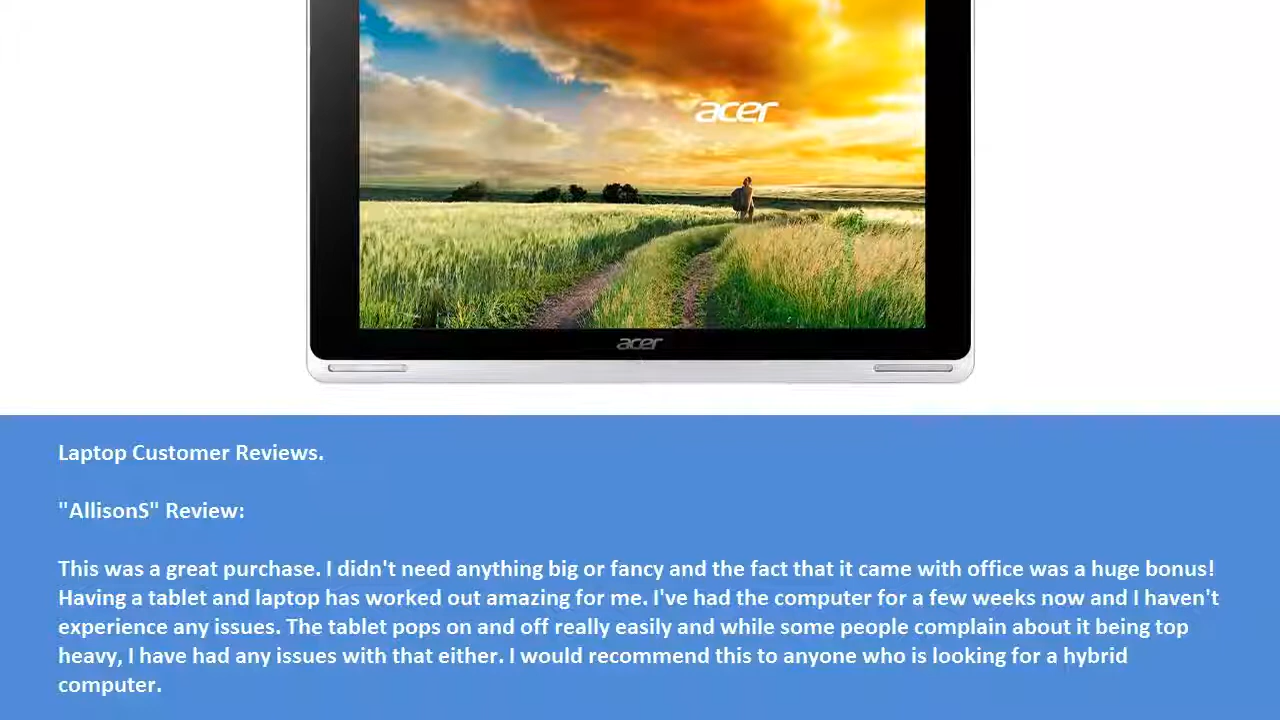 acer
acer
Laptop Customer Reviews.
"AllisonS" Review:
This was a great purchase. I didn't need anything big or fancy and the fact that it came with office was a huge bonus!
Having a tablet and laptop has worked out amazing for me. I've had the computer for a few weeks now and I haven't
experience any issues. The tablet pops on and off really easily and while some people complain about it being top
heavy, I have had any issues with that either. I would recommend this to anyone who is looking for a hybrid
computer.